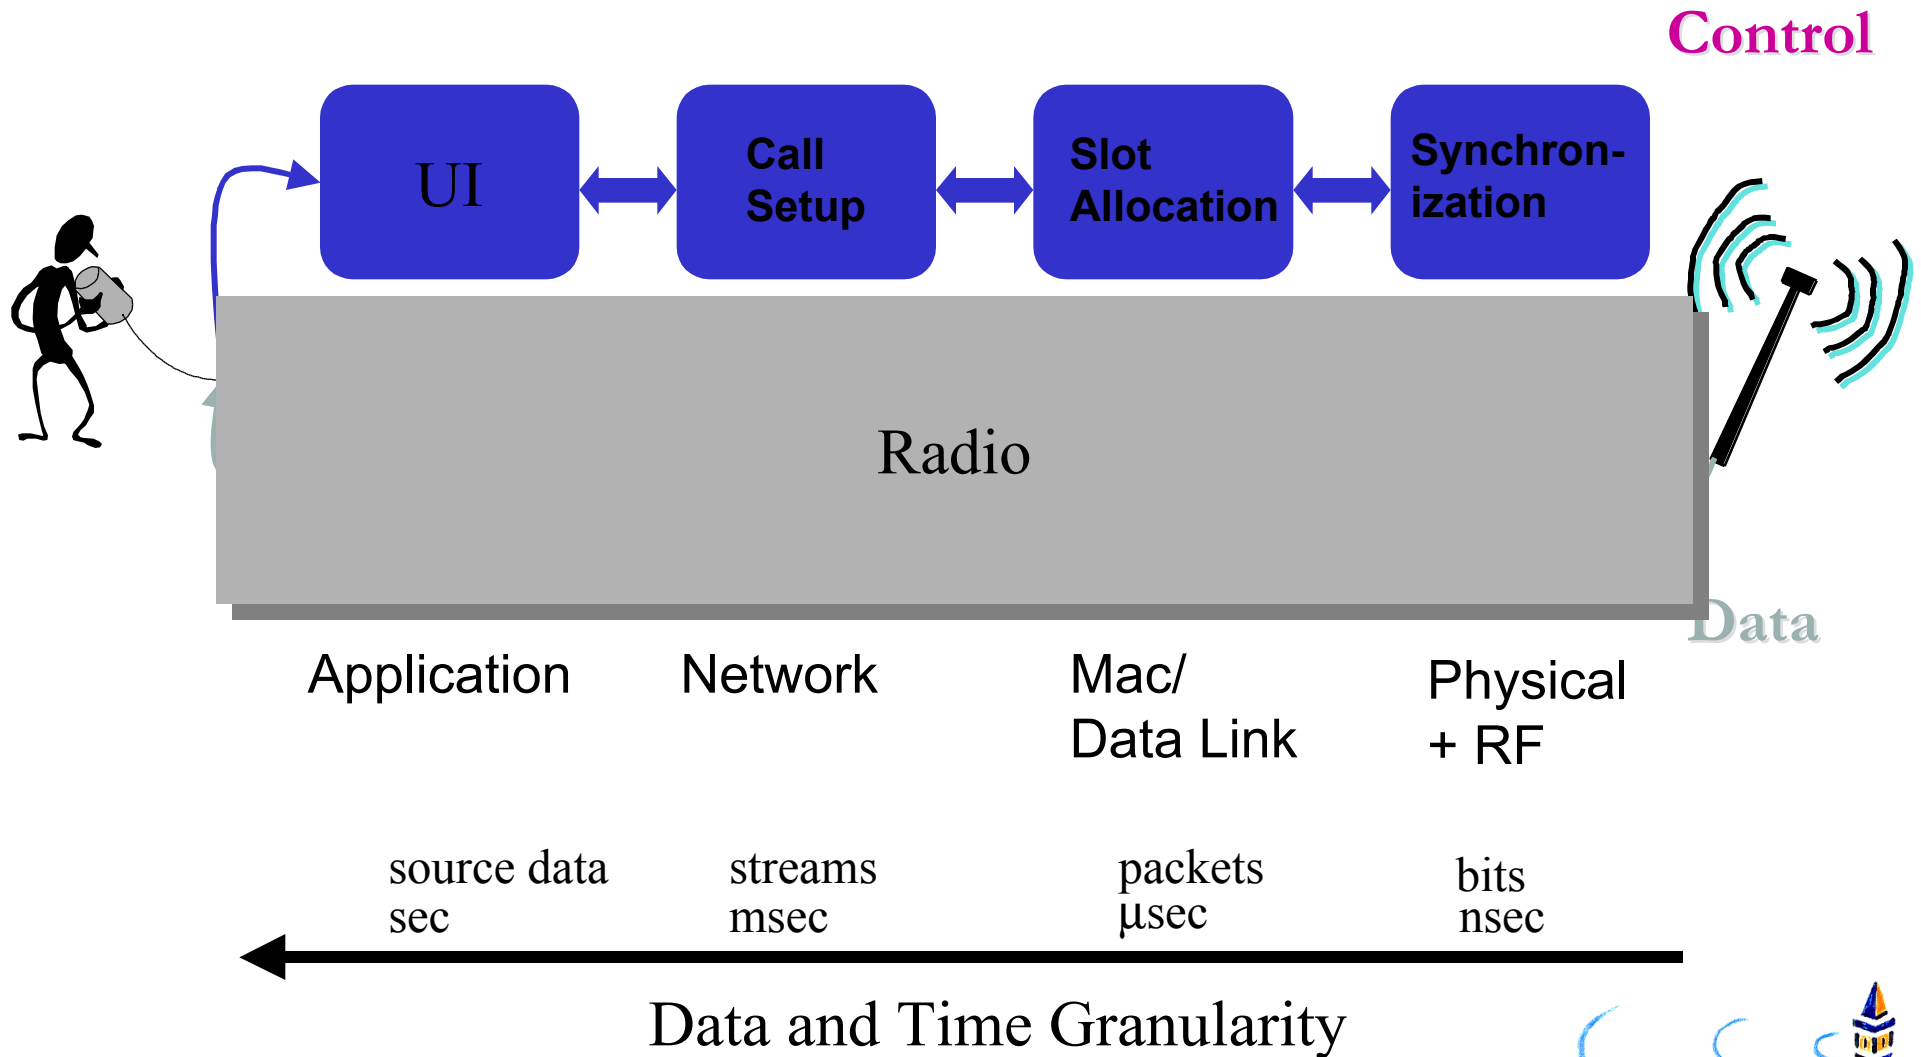 Control
UI
Call
Setup
Slot
Allocation
Synchron-
ization
Radio
Data
Application
Network
Mac/
Data Link
Physical
+ RF
source data
sec
streams
msec
packets
µsec
bits
nsec
Data and Time Granularity